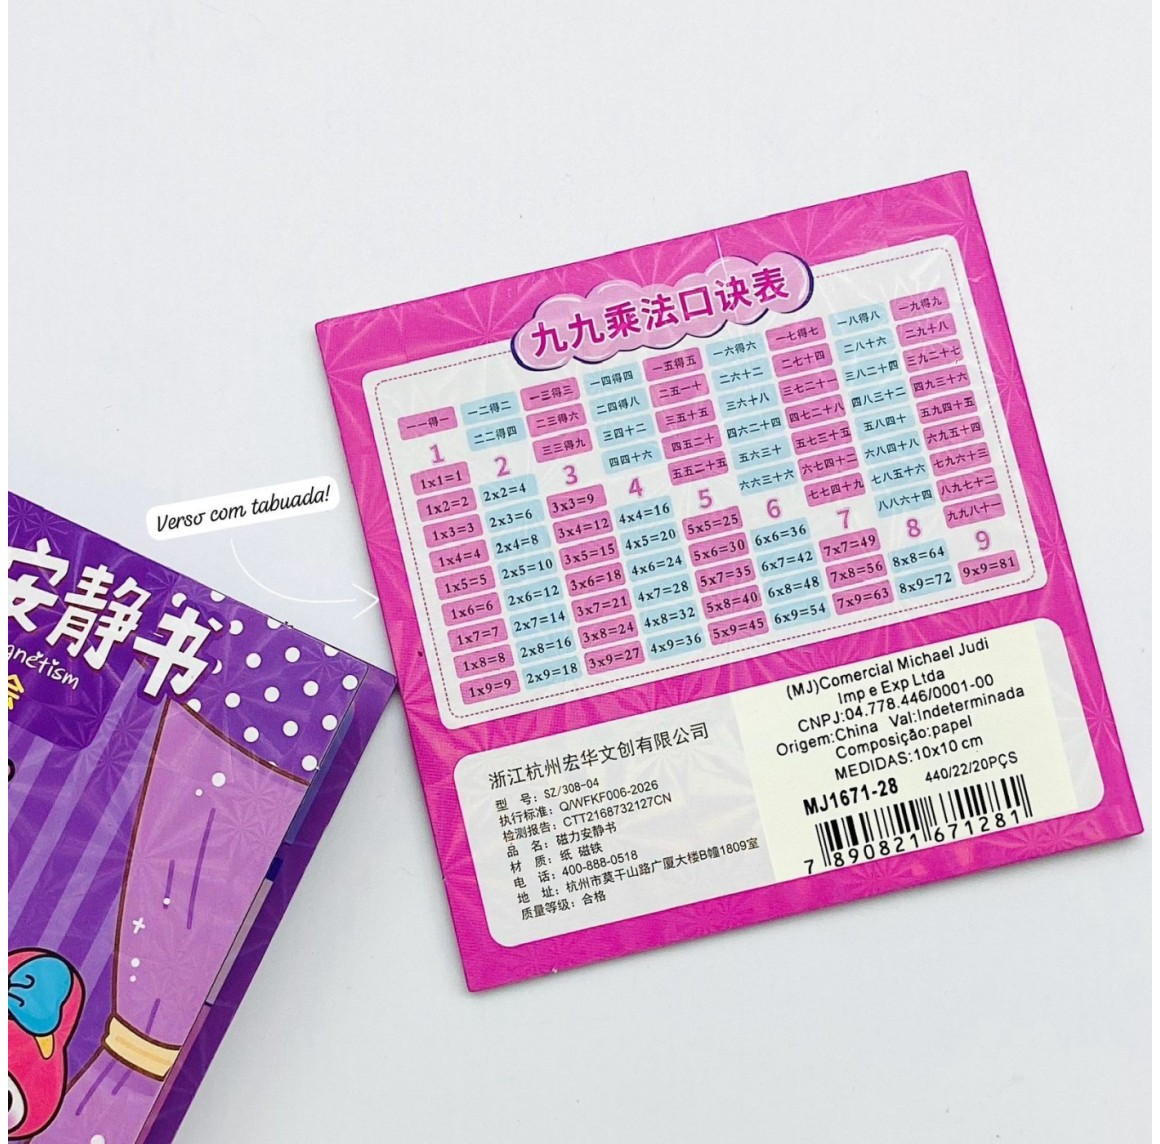 九九乘法口诀表
一一得一 一二得二 一三得三 一四得四 一五得五 一六得六 一七得七 一八得八 一九得九
二二得四 二三得六 二四得八 二五一十 二六十二 二七十四 二八十六 二九十八
三三得九 三四十二 三五十五 三六十八 三七二十一 三八二十四 三九二十七
四四十六 四五二十 四六二十四 四七二十八 四八三十二 四九三十六
五五二十五 五六三十 五七三十五 五八四十 五九四十五
六六三十六 六七四十二 六八四十八 六九五十四
七七四十九 七八五十六 七九六十三
八八六十四 八九七十二
九九八十一
1 2 3 4 5 6 7 8 9
1x1=1 2x2=4 3x3=9 4x4=16 5x5=25 6x6=36 7x7=49 8x8=64 9x9=81
1x2=2 2x3=6 3x4=12 4x5=20 5x6=30 6x7=42 7x8=56 8x9=72
1x3=3 2x4=8 3x5=15 4x6=24 5x7=35 6x8=48 7x9=63
1x4=4 2x5=10 3x6=18 4x7=28 5x8=40 6x9=54
1x5=5 2x6=12 3x7=21 4x8=32 5x9=45
1x6=6 2x7=14 3x8=24 4x9=36
1x7=7 2x8=16 3x9=27
1x8=8 2x9=18
1x9=9
Verso com tabuada!
安静书
浙江杭州宏华文创有限公司
型 号: SZ/308-04
执行标准: Q/WFKF006-2026
检测报告: CTT2168732127CN
品 名: 磁力安静书
材 质: 纸 磁铁
电 话: 400-888-0518
地 址: 杭州市莫干山路广厦大楼B幢1809室
质量等级: 合格
(MJ)Comercial Michael Judi
Imp e Exp Ltda
CNPJ:04.778.446/0001-00
Origem:China Val:Indeterminada
Composição:papel
MEDIDAS:10x10 cm
MJ1671-28 440/22/20PÇS
7 890821 671281